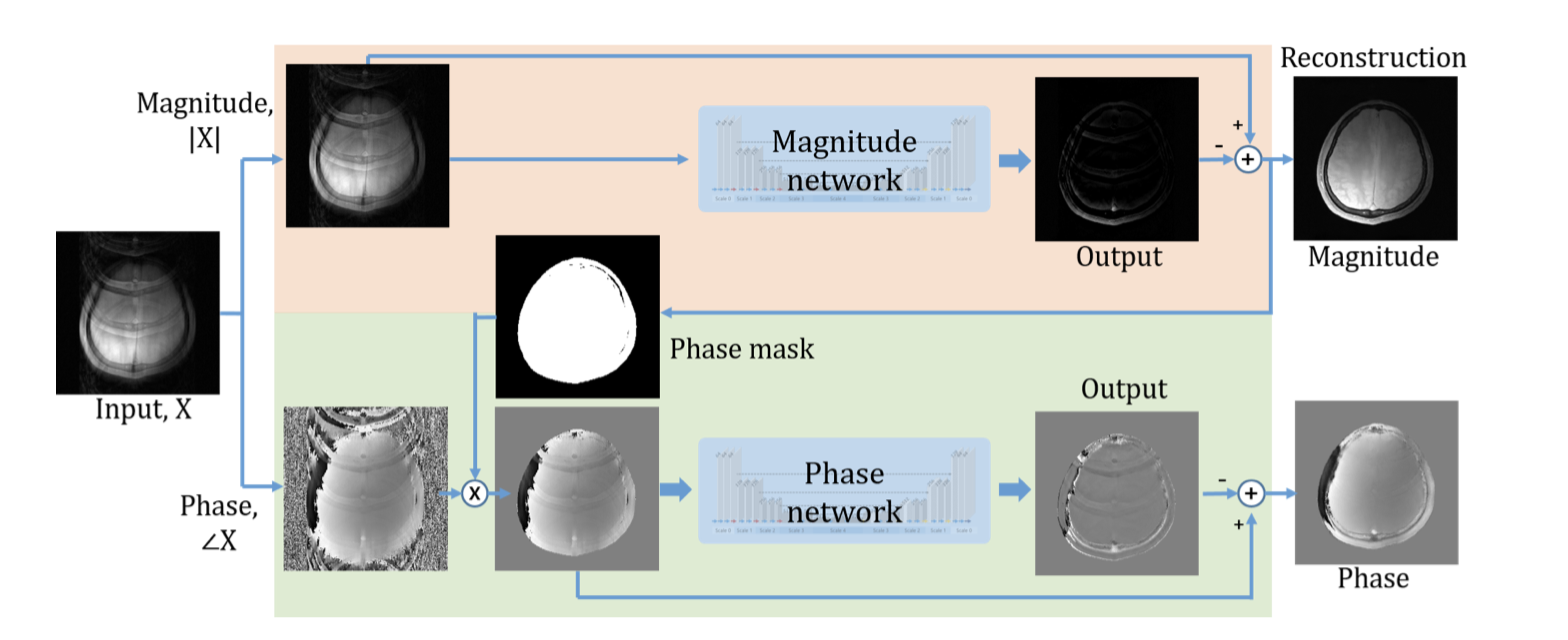 Reconstruction
Magnitude,
|X|
Magnitude
network
+
-
+
Output
Magnitude
Phase mask
Input, X
Output
Phase,
∠X
X
Phase
network
-
+
+
Phase